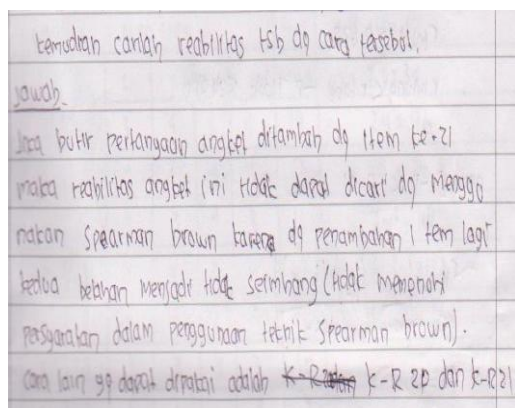 kemudian carilah reabilitas tsb dg cara tersebut.
Jawab.
Jika butir pertanyaan angket ditambah dg item ke-21
maka reabilitas angket ini tidak dapat dicari dg menggu
nakan Spearman brown karena dg penambahan 1 tem lagi
kedua belahan menjadi tidak seimbang (tidak memenuhi
persyaratan dalam penggunaan teknik Spearman brown).
cara lain yg dapat dipakai adalah K-R 20 dan K-R 21